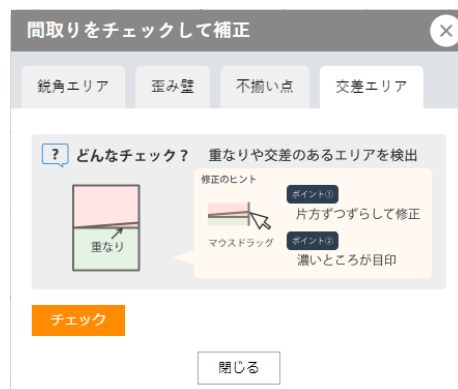 間取りをチェックして補正
鋭角エリア
歪み壁
不揃い点
交差エリア
? どんなチェック？ 重なりや交差のあるエリアを検出
修正のヒント
重なり
マウスドラッグ
ポイント①
片方ずつずらして修正
ポイント②
濃いところが目印
チェック
閉じる